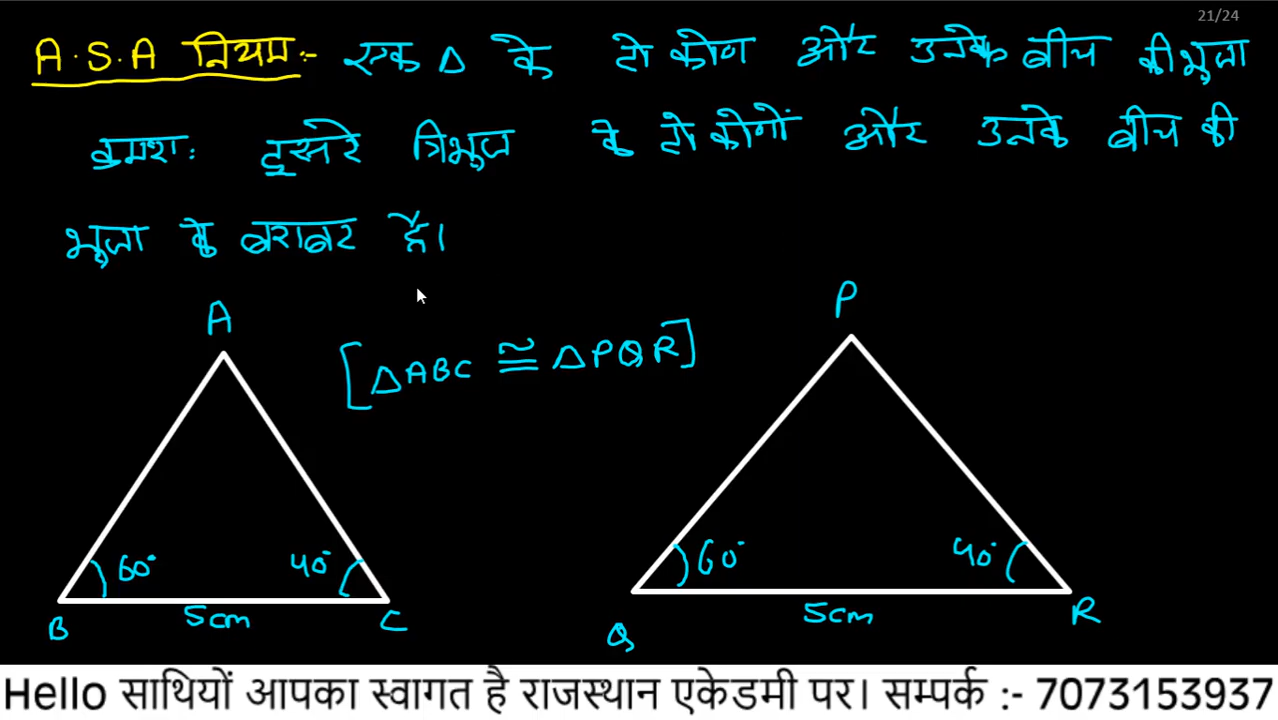 21/24
A.S.A नियम:- एक Δ के दो कोण और उनके बीच की भुजा
क्रमशः दूसरे त्रिभुज के दो कोणों और उनके बीच की
भुजा के बराबर है।
A
P
[ΔABC ≅ ΔPQR]
60° 40°
60° 40°
B 5cm C
Q 5cm R
Hello साथियों आपका स्वागत है राजस्थान एकेडमी पर। सम्पर्क :- 7073153937